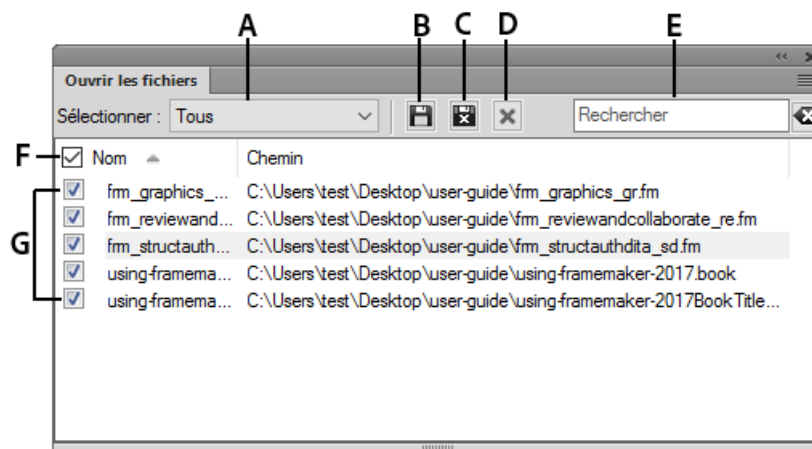 A B C D E
Ouvrir les fichiers
Sélectionner : Tous Rechercher
F Nom Chemin
frm_graphics_... C:\Users\test\Desktop\user-guide\frm_graphics_gr.fm
frm_reviewand... C:\Users\test\Desktop\user-guide\frm_reviewandcollaborate_re.fm
G frm_structauth... C:\Users\test\Desktop\user-guide\frm_structauthdita_sd.fm
using-framema... C:\Users\test\Desktop\user-guide\using-framemaker-2017.book
using-framema... C:\Users\test\Desktop\user-guide\using-framemaker-2017BookTitle...